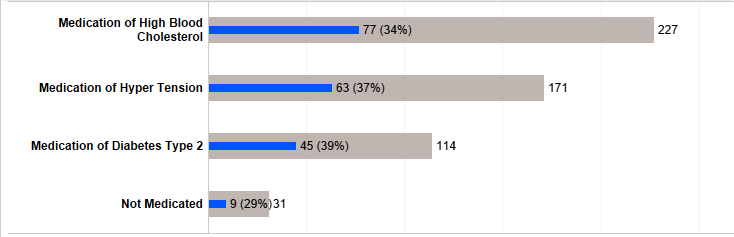 Medication of High Blood
Cholesterol
77 (34%)
227
Medication of Hyper Tension
63 (37%)
171
Medication of Diabetes Type 2
45 (39%)
114
Not Medicated
9 (29%)
31